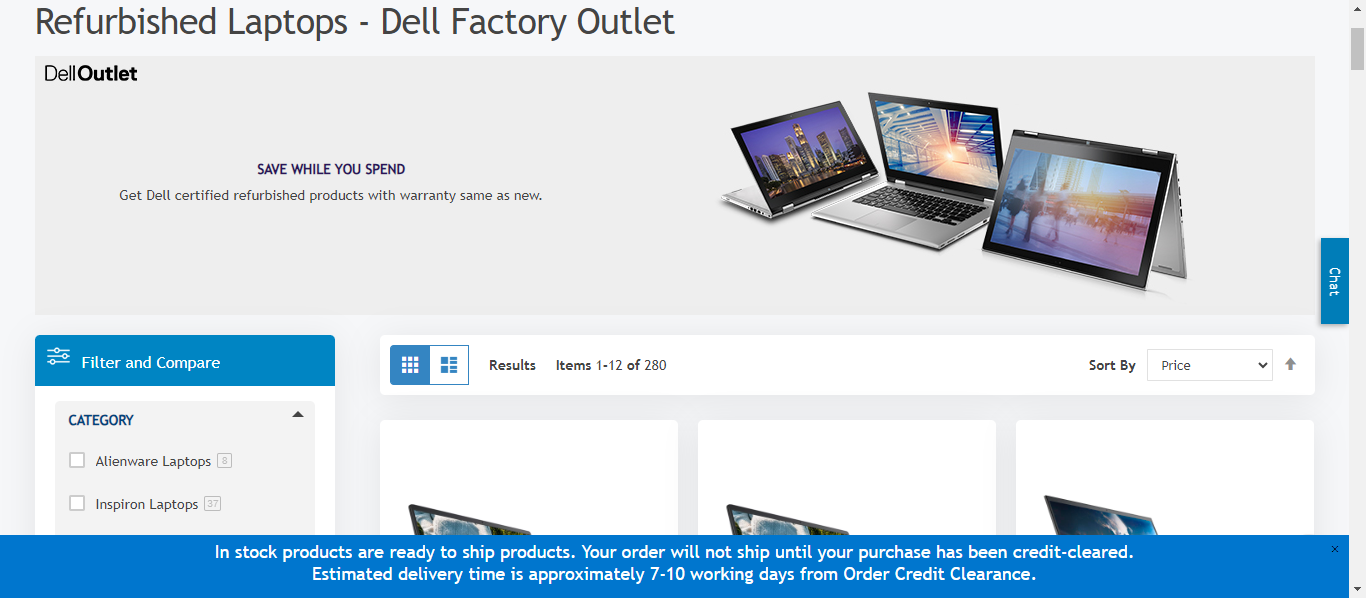 Refurbished Laptops - Dell Factory Outlet
DellOutlet
SAVE WHILE YOU SPEND
Get Dell certified refurbished products with warranty same as new.
Chat
Filter and Compare
Results Items 1-12 of 280 Sort By Price
CATEGORY
Alienware Laptops 8
Inspiron Laptops 37
In stock products are ready to ship products. Your order will not ship until your purchase has been credit-cleared.
Estimated delivery time is approximately 7-10 working days from Order Credit Clearance.